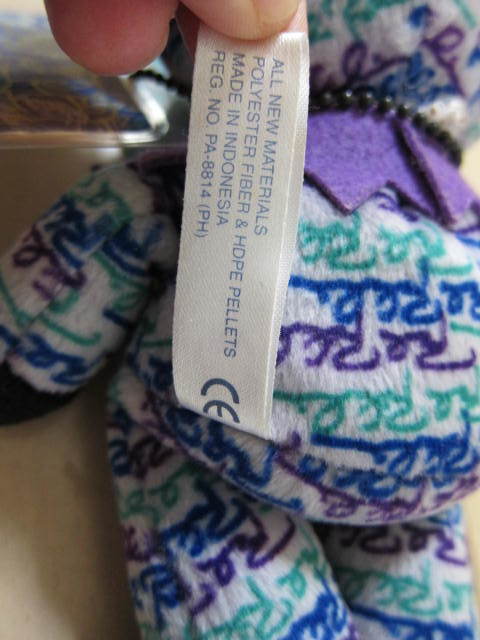 ALL NEW MATERIALS
POLYESTER FIBER & HDPE PELLETS
MADE IN INDONESIA
REG. NO. PA-8814 (PH)
CE